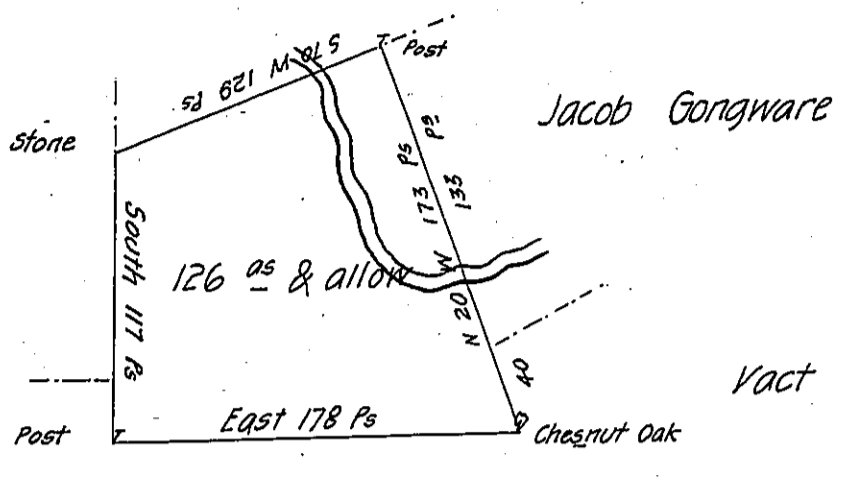 S 70 W 129 Ps
Post
Jacob Gongware
Stone
173 Ps
133 Ps
South 117 Ps
126 as & allow
N 20 W
40
Vact
East 178 Ps
Post
Chesnut Oak